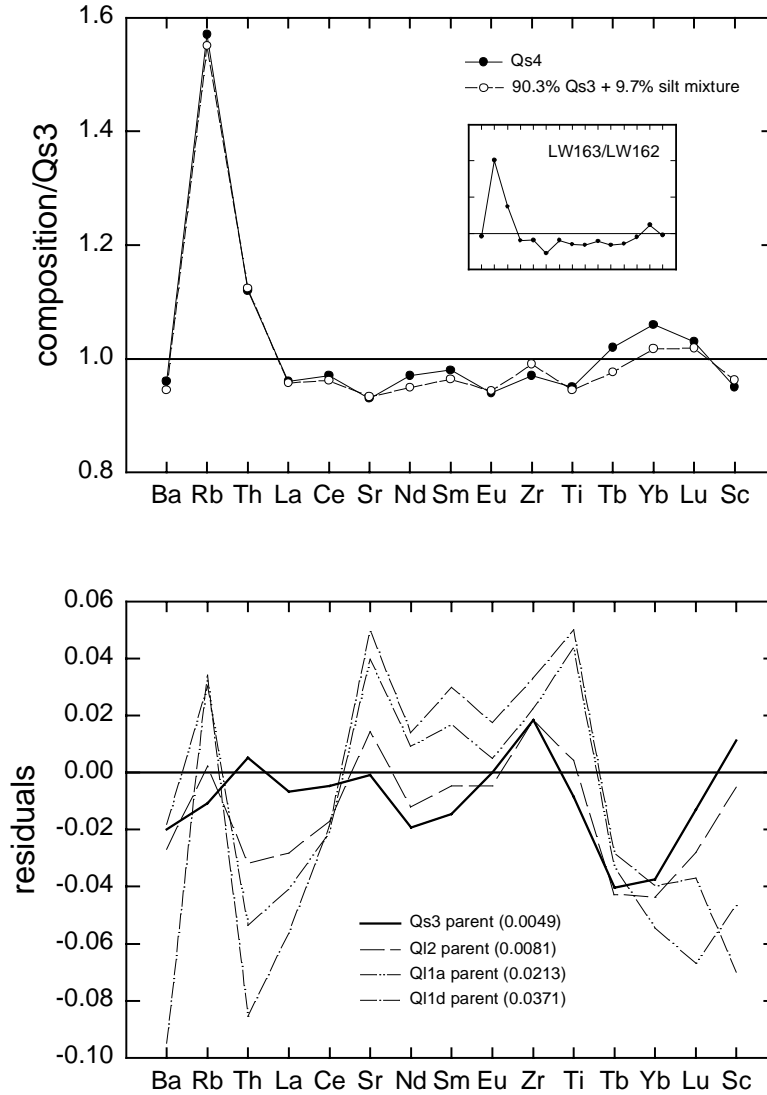 1.6
1.4
1.2
1.0
0.8
composition/Qs3
Qs4
90.3% Qs3 + 9.7% silt mixture
LW163/LW162
Ba Rb Th La Ce Sr Nd Sm Eu Zr Ti Tb Yb Lu Sc
0.06
0.04
0.02
0.00
-0.02
-0.04
-0.06
-0.08
-0.10
residuals
Qs3 parent (0.0049)
Ql2 parent (0.0081)
Ql1a parent (0.0213)
Ql1d parent (0.0371)
Ba Rb Th La Ce Sr Nd Sm Eu Zr Ti Tb Yb Lu Sc